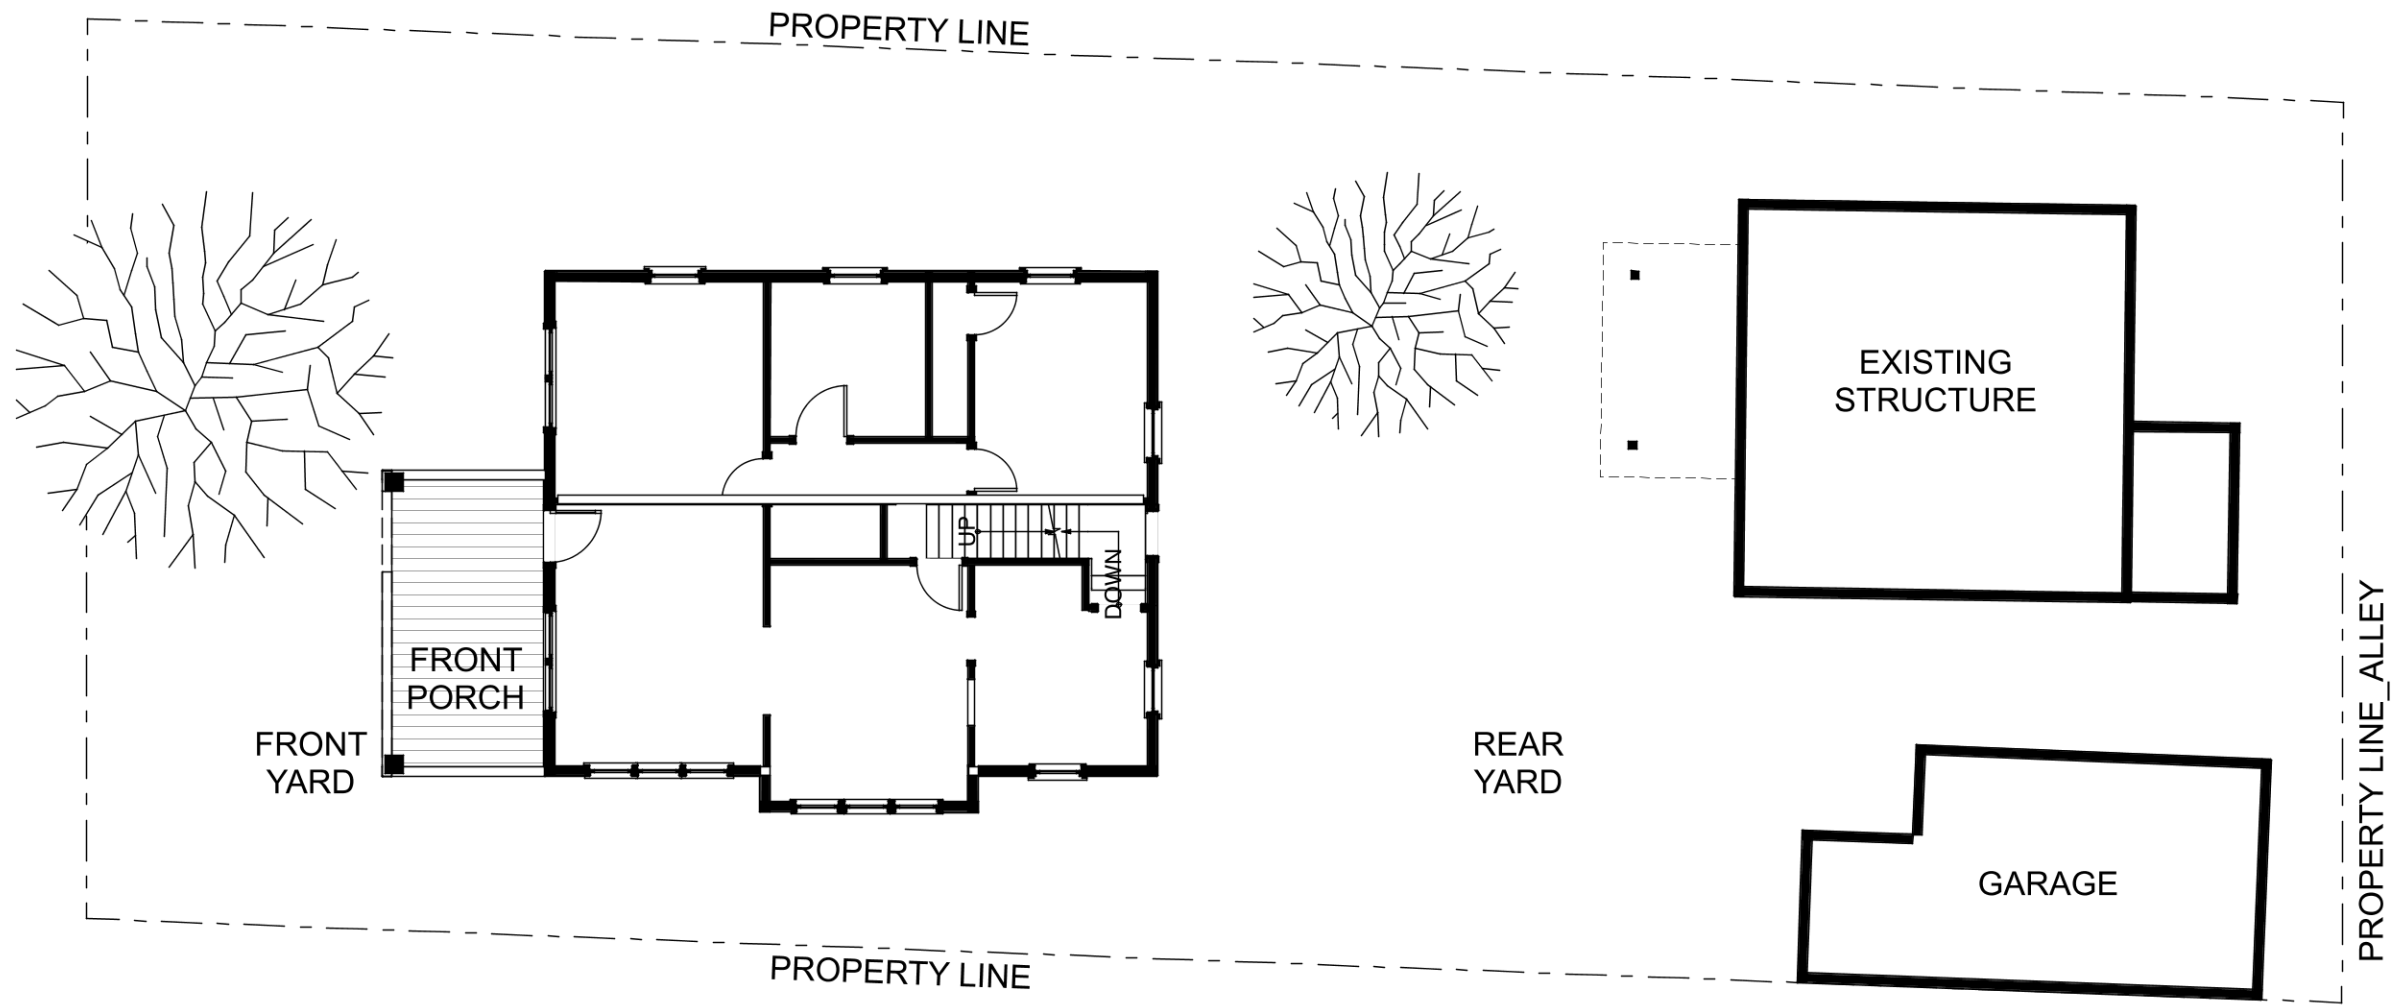 PROPERTY LINE
EXISTING
STRUCTURE
UP
DOWN
FRONT
PORCH
FRONT
YARD
REAR
YARD
GARAGE
PROPERTY LINE_ALLEY
PROPERTY LINE